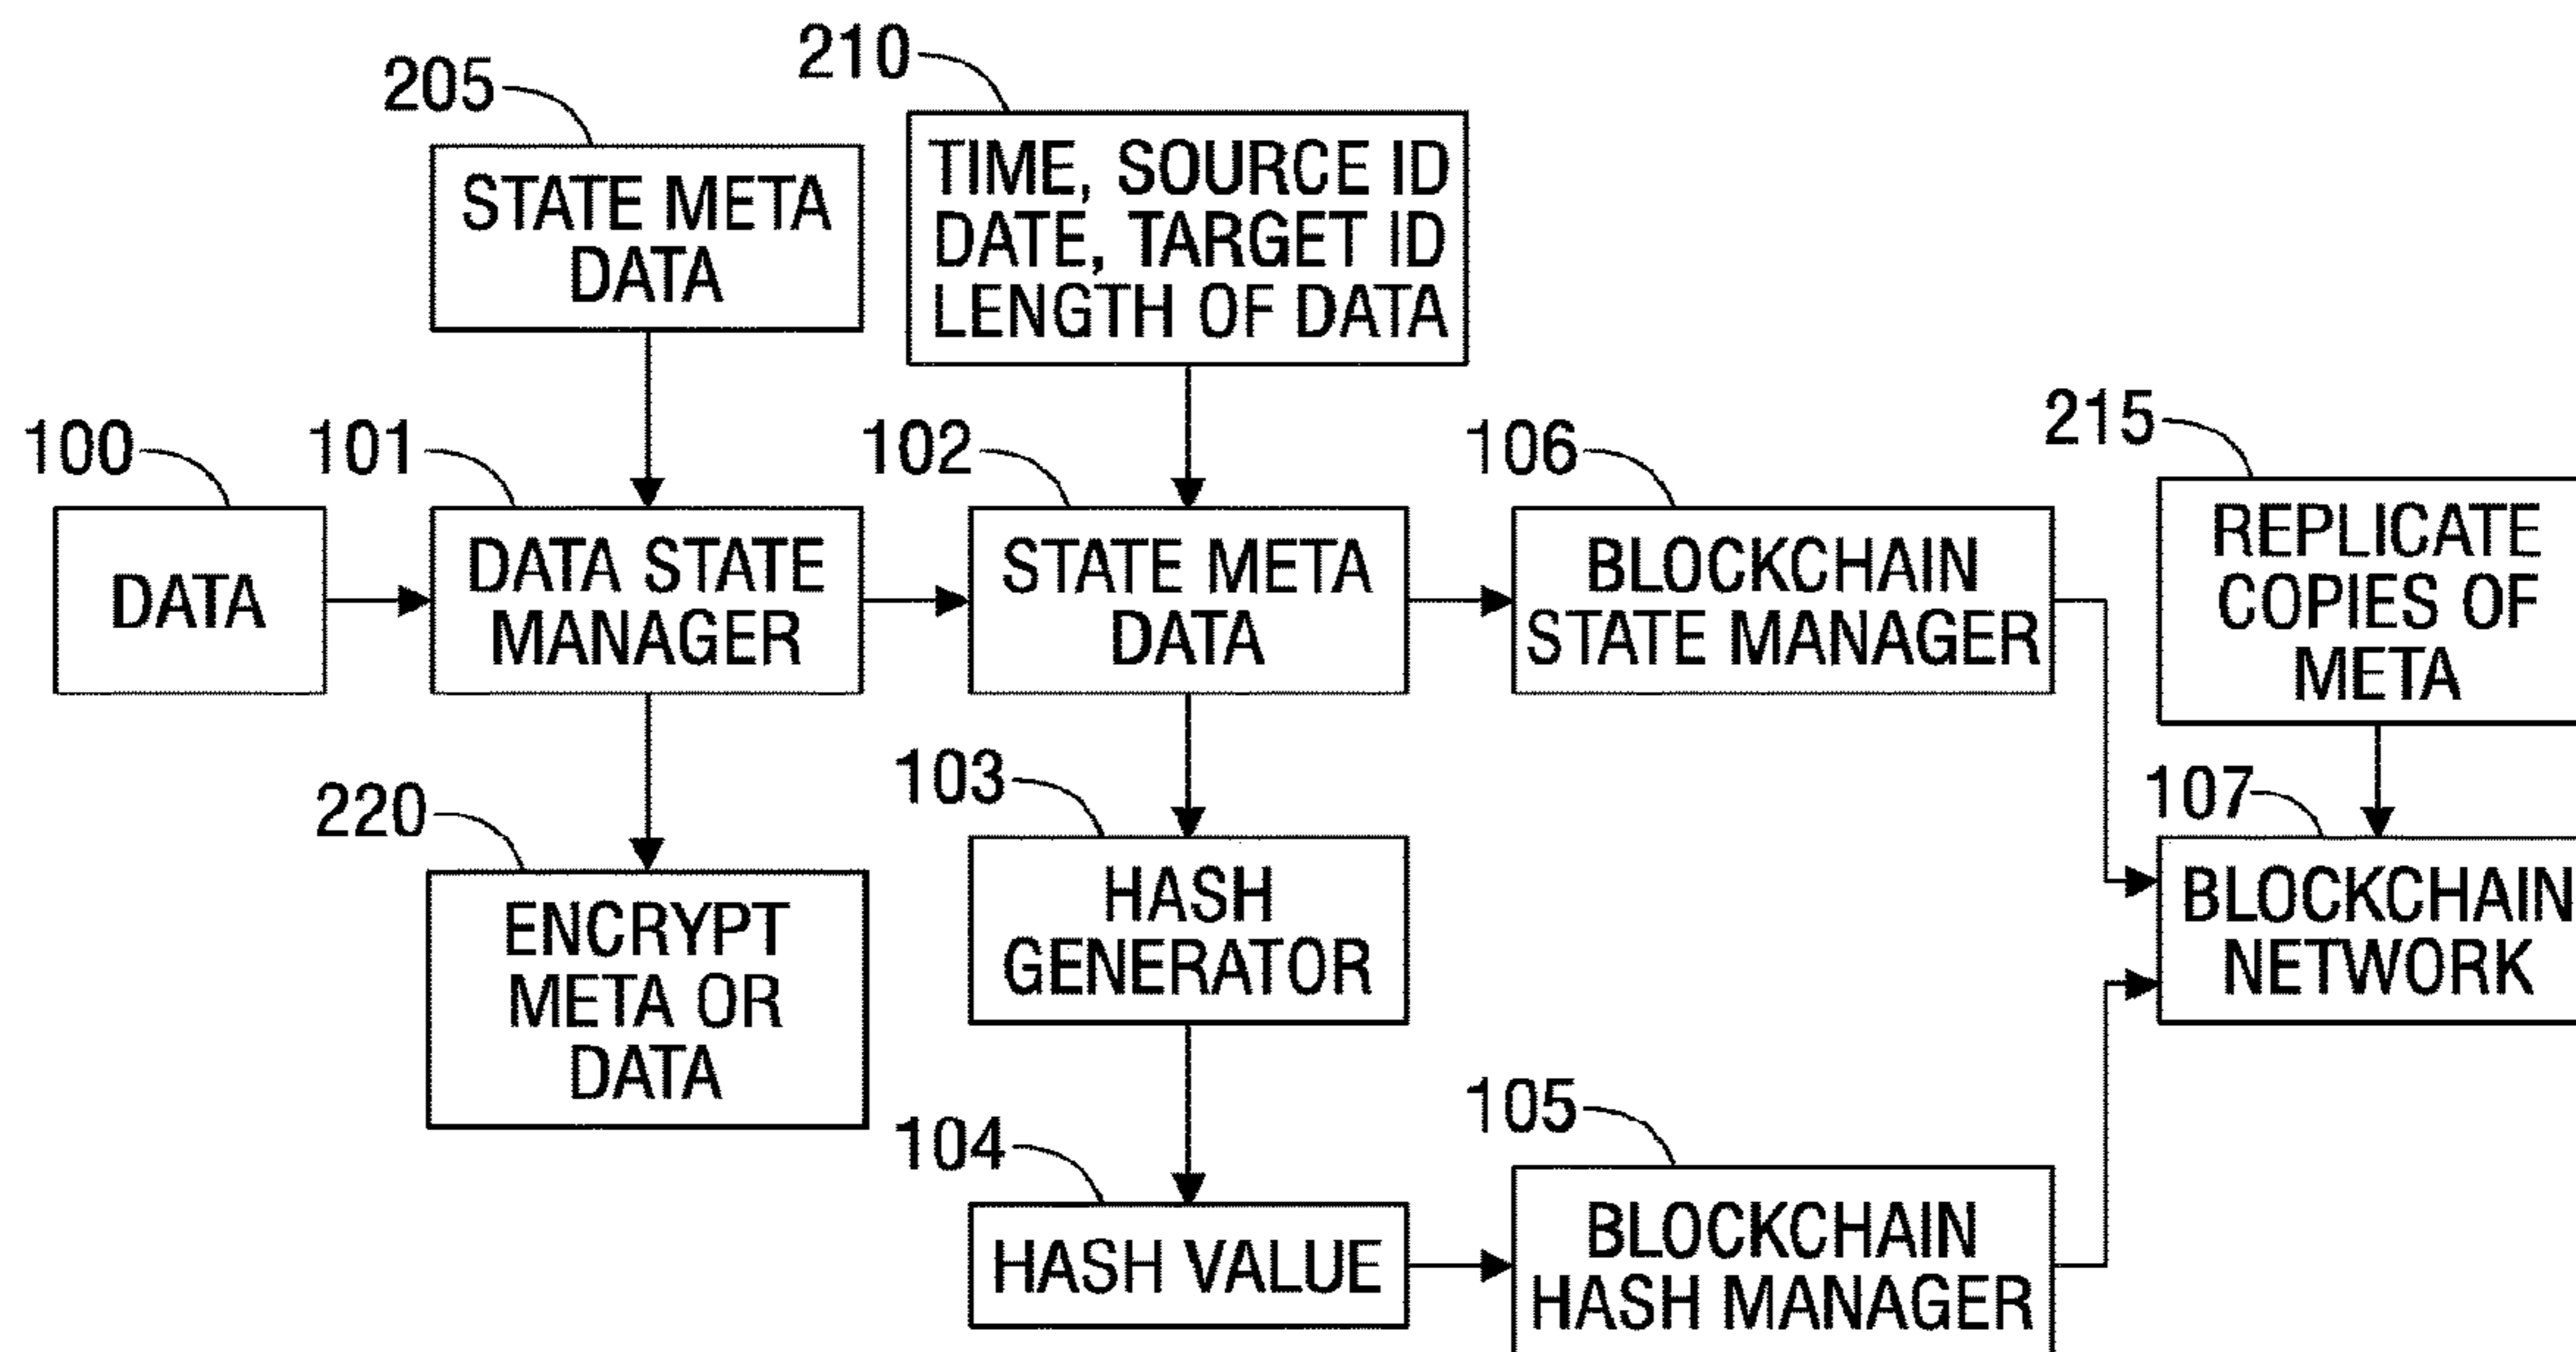 210
205
TIME, SOURCE ID
DATE, TARGET ID
LENGTH OF DATA
STATE META
DATA
215
100
101
102
106
REPLICATE
COPIES OF
META
DATA
DATA STATE
MANAGER
STATE META
DATA
BLOCKCHAIN
STATE MANAGER
103
107
220
HASH
GENERATOR
BLOCKCHAIN
NETWORK
ENCRYPT
META OR
DATA
105
104
HASH VALUE
BLOCKCHAIN
HASH MANAGER